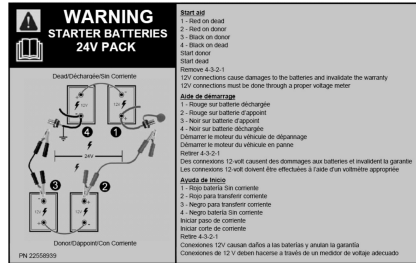 WARNING
STARTER BATTERIES
24V PACK
Dead/Déchargée/Sin Corriente
12V
12V
4
1
24V
3
2
12V
12V
Donor/D'appoint/Con Corriente
PN 22558939
Start aid
1 - Red on dead
2 - Red on donor
3 - Black on donor
4 - Black on dead
Start donor
Start dead
Remove 4-3-2-1
12V connections cause damages to the batteries and invalidate the warranty
12V connections must be done through a proper voltage meter
Aide de démarrage
1 - Rouge sur batterie déchargée
2 - Rouge sur batterie d'appoint
3 - Noir sur batterie d'appoint
4 - Noir sur batterie déchargée
Démarrer le moteur du véhicule de dépannage
Démarrer le moteur du véhicule en panne
Retirer 4-3-2-1
Des connexions 12-volt causent des dommages aux batteries et invalident la garantie
Les connexions 12-volt doivent être effectuées à l'aide d'un voltmètre appropriée
Ayuda de Inicio
1 - Rojo batería Sin corriente
2 - Rojo para transferir corriente
3 - Negro para transferir corriente
4 - Negro batería Sin corriente
Iniciar paso de corriente
Iniciar corte de corriente
Retire 4-3-2-1
Conexiones 12V causan daños a las baterías y anulan la garantía
Conexiones de 12 V deben hacerse a través de un medidor de voltaje adecuado